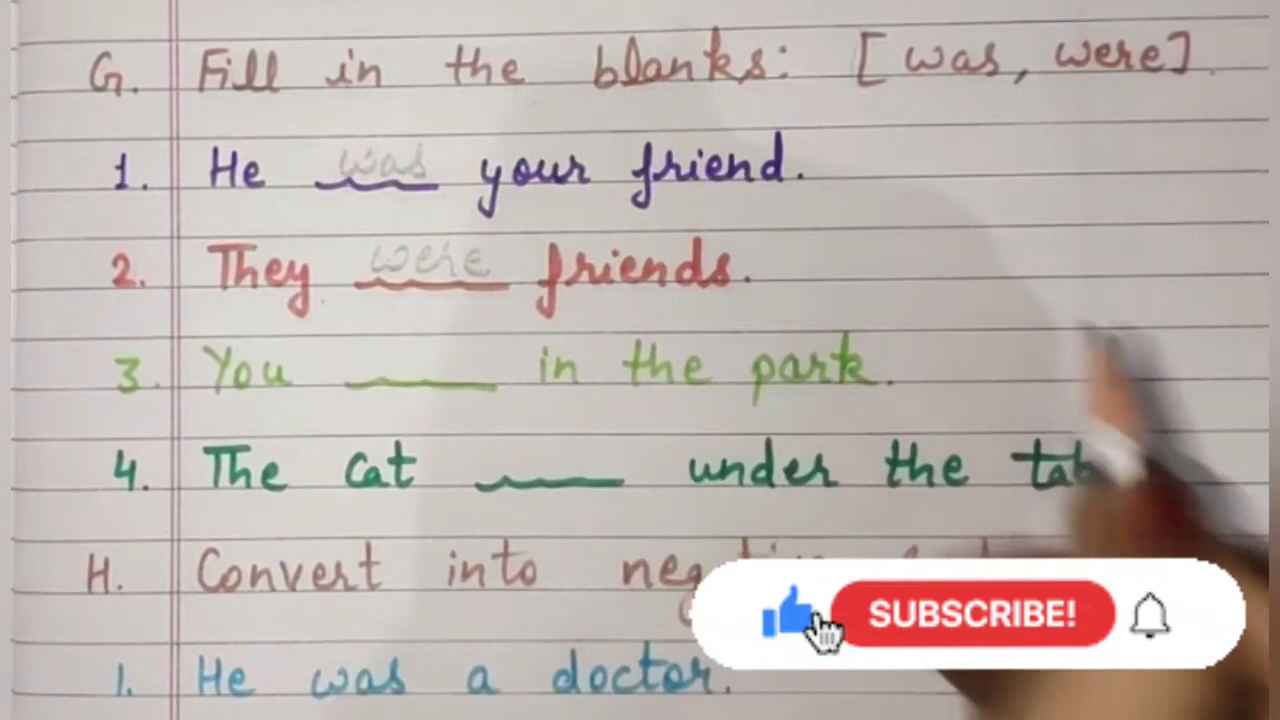 G. Fill in the blanks: [was, were]
1. He was your friend.
2. They were friends.
3. You ____ in the park.
4. The cat ____ under the
H. Convert into
SUBSCRIBE!
1. He was a doctor.